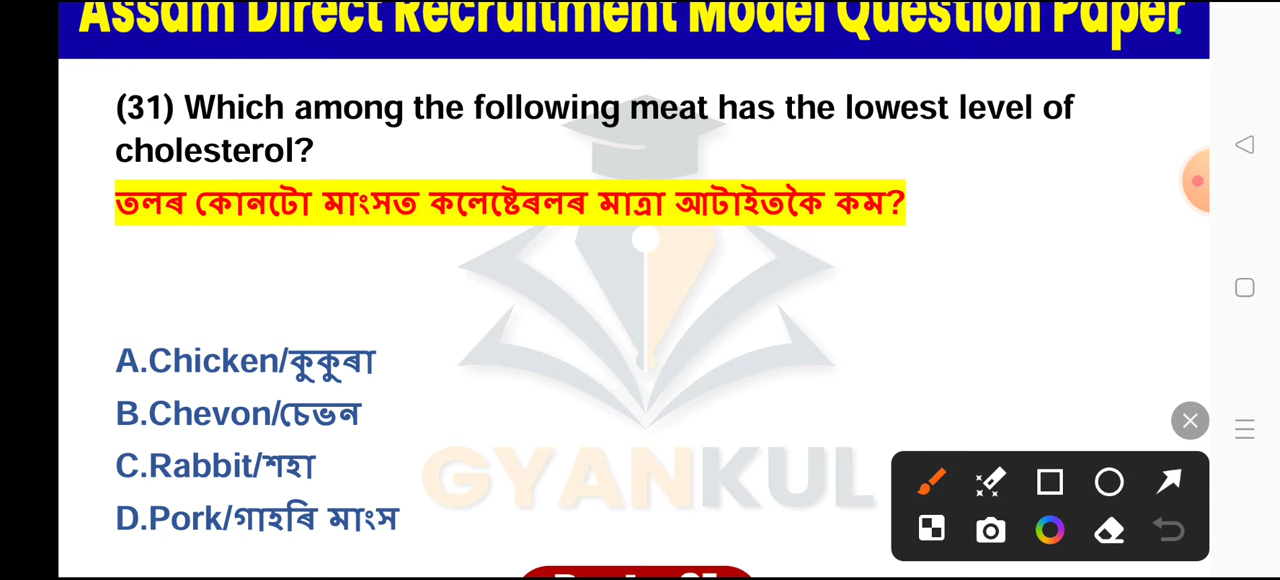 Assam Direct Recruitment Model Question Paper
(31) Which among the following meat has the lowest level of
cholesterol?
তলৰ কোনটো মাংসত কলেষ্টেৰলৰ মাত্ৰা আটাইতকৈ কম?
A.Chicken/কুকুৰা
B.Chevon/চেভন
C.Rabbit/শহা
GYANKUL
D.Pork/গাহৰি মাংস